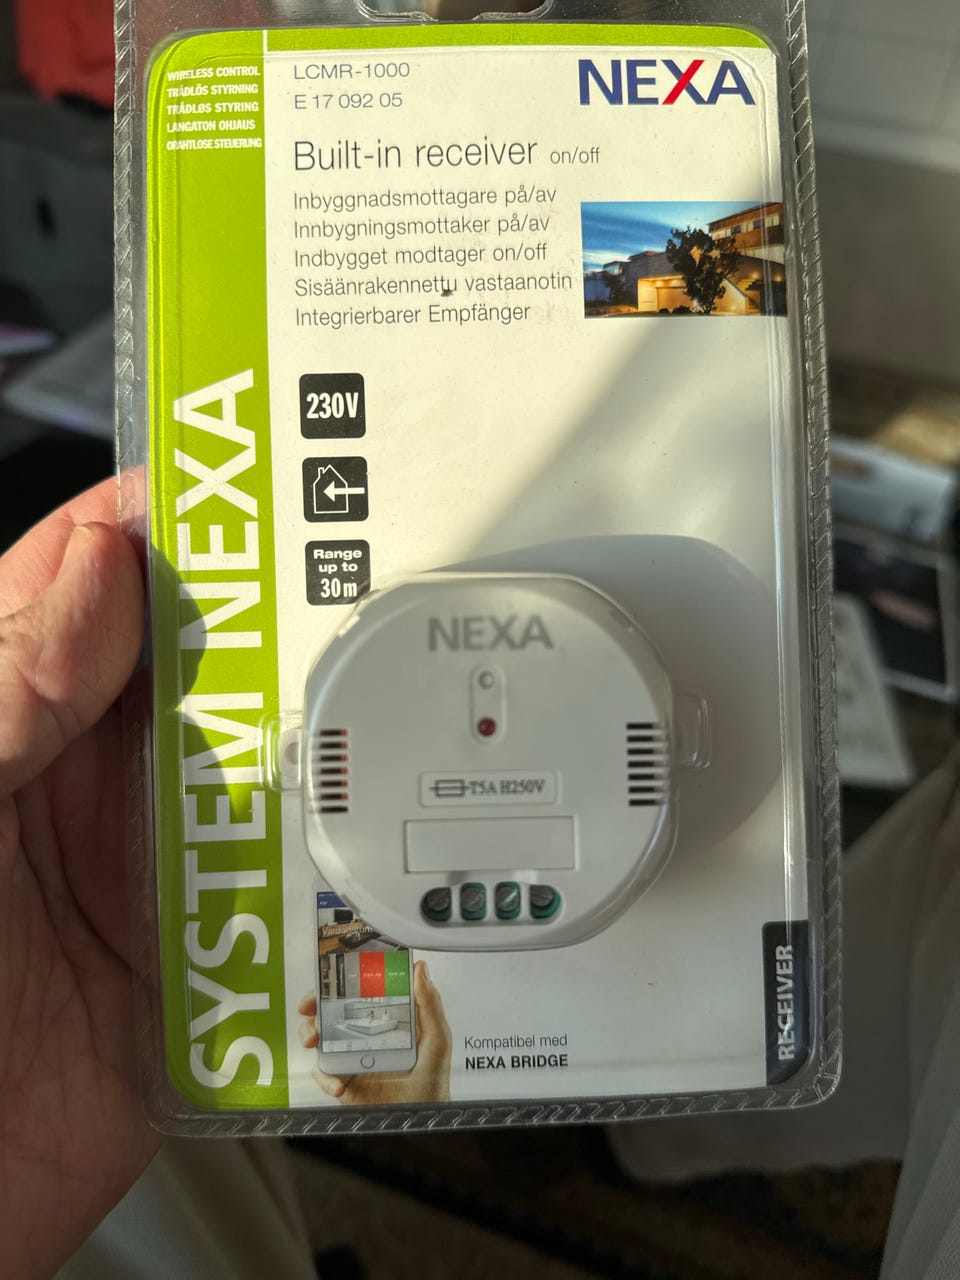 WIRELESS CONTROL
TRÅDLÖS STYRNING
TRÅDLØS STYRING
LANGATON OHJAUS
DRAHTLOSE STEUERUNG
LCMR-1000
E 17 092 05
NEXA
Built-in receiver on/off
Inbyggnadsmottagare på/av
Innbygningsmottaker på/av
Indbygget modtager on/off
Sisäänrakennettu vastaanotin
Integrierbarer Empfänger
230V
Range
up to
30m
SYSTEM NEXA
NEXA
T5A H250V
Vardagsrum
Kompatibel med
NEXA BRIDGE
RECEIVER